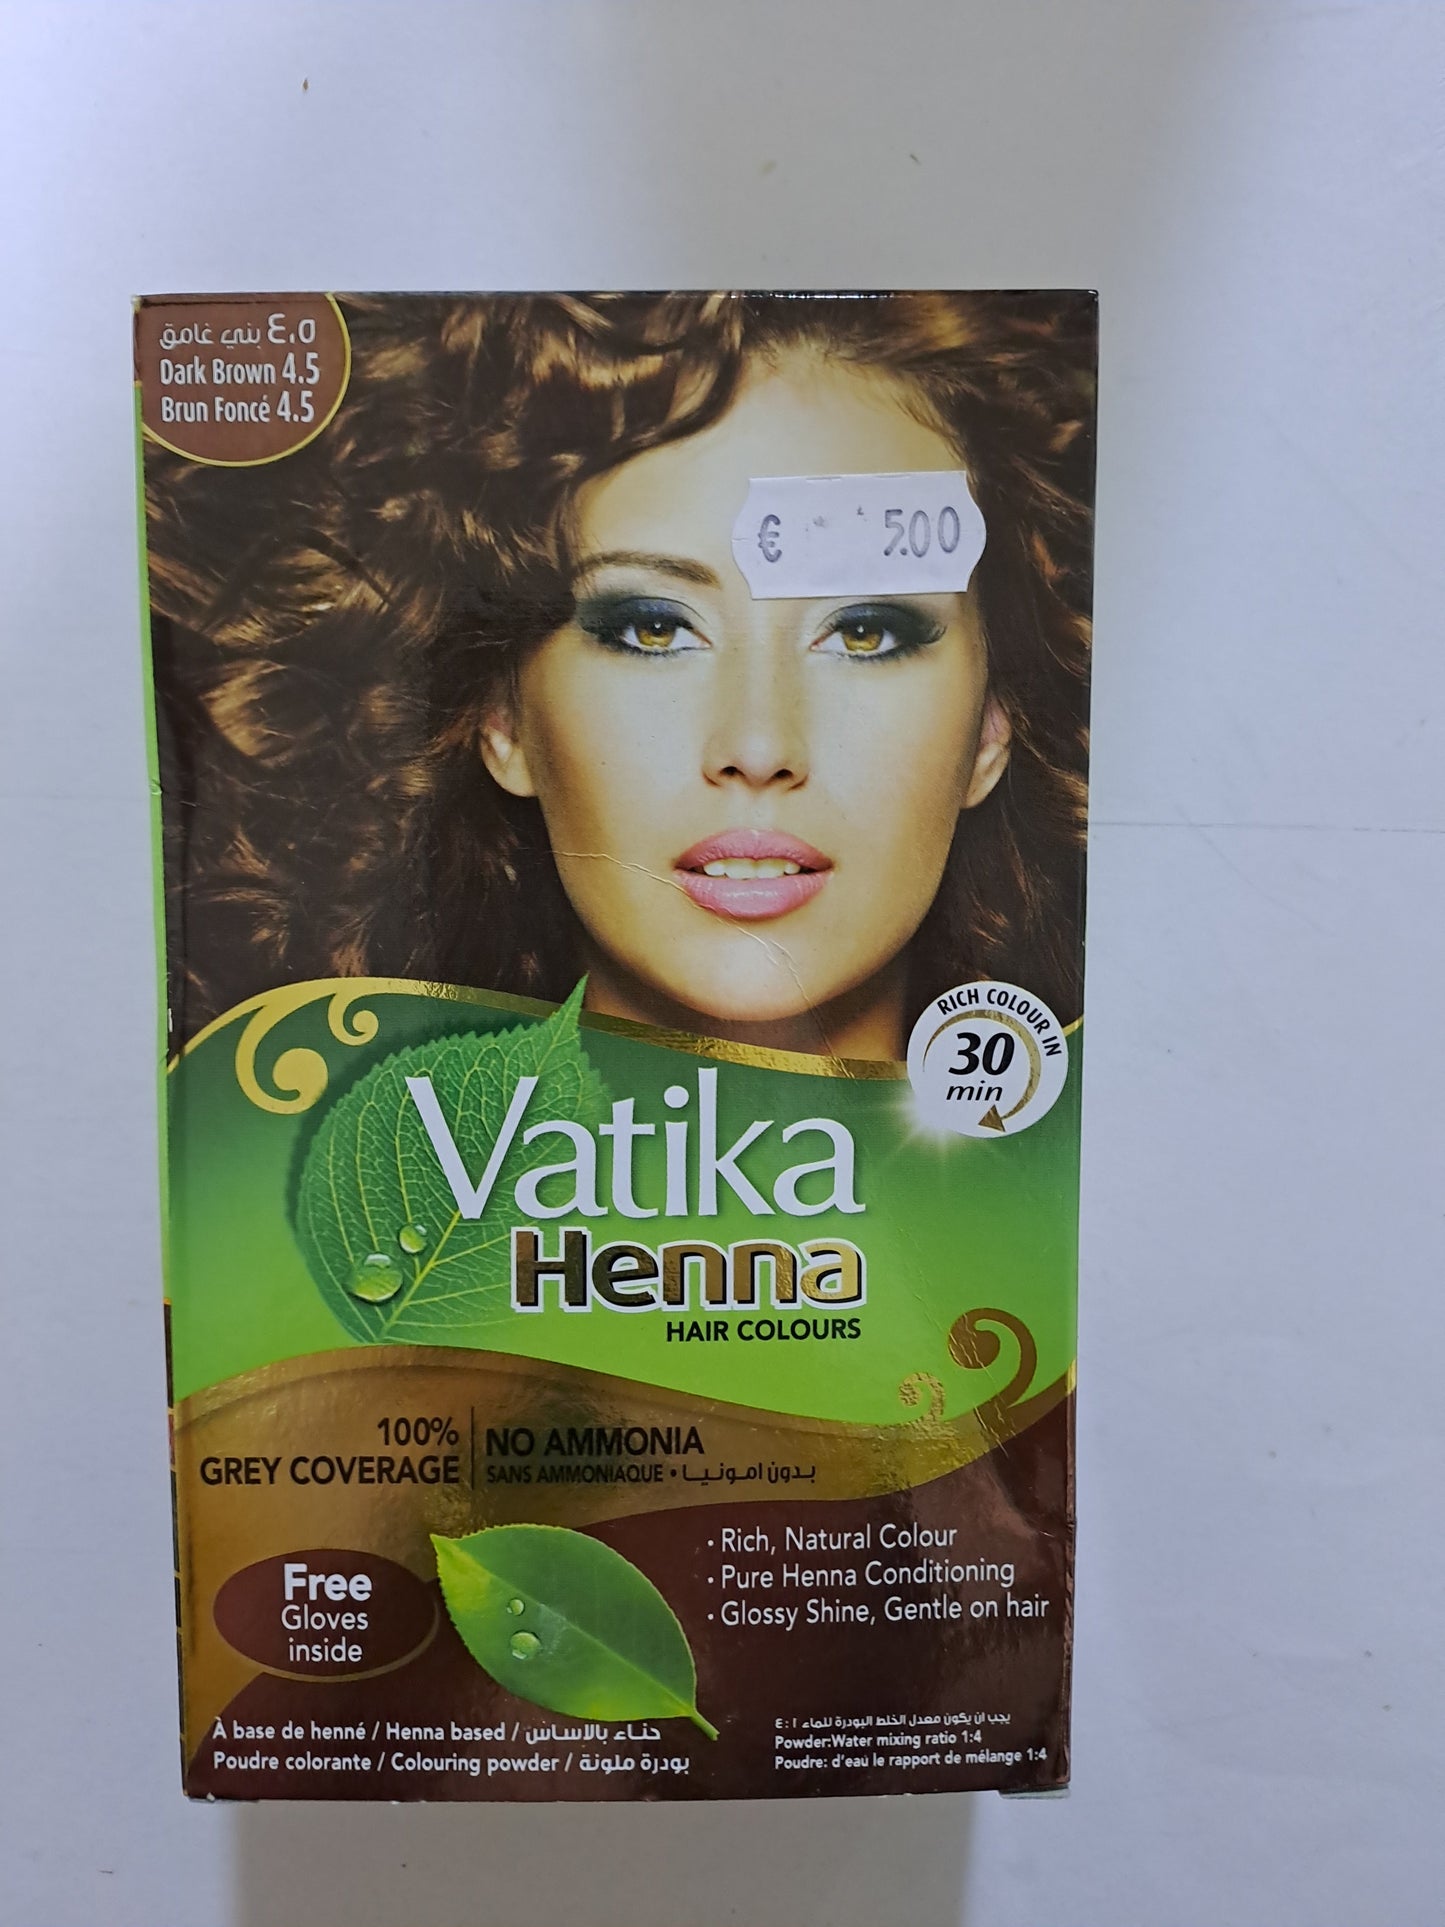 ٤،٥ بني غامق
Dark Brown 4.5
Brun Foncé 4.5
€ 5.00
RICH COLOUR IN
30
min
Vatika
Henna
HAIR COLOURS
100%
GREY COVERAGE
NO AMMONIA
SANS AMMONIAQUE • بدون امونيا
Free
Gloves
inside
• Rich, Natural Colour
• Pure Henna Conditioning
• Glossy Shine, Gentle on hair
À base de henné / Henna based / حناء بالاساس
Poudre colorante / Colouring powder / بودرة ملونة
يجب ان يكون معدل الخلط البودرة للماء ١ : ٤
Powder:Water mixing ratio 1:4
Poudre: d'eau le rapport de mélange 1:4